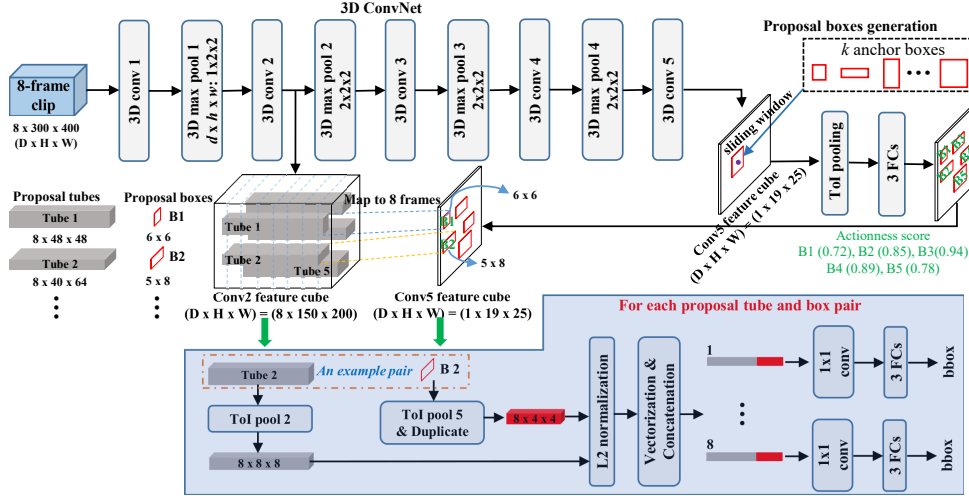 3D ConvNet
Proposal boxes generation
k anchor boxes
8-frame
clip
8 x 300 x 400
(D x H x W)
3D conv 1
3D max pool 1
d x h x w: 1x2x2
3D conv 2
3D max pool 2
2x2x2
3D conv 3
3D max pool 3
2x2x2
3D conv 4
3D max pool 4
2x2x2
3D conv 5
sliding window
Conv5 feature cube
(D x H x W) = (1 x 19 x 25)
ToI pooling
3 FCs
B1
B3
B2
B5
Actionness score
B1 (0.72), B2 (0.85), B3(0.94)
B4 (0.89), B5 (0.78)
Proposal tubes
Tube 1
8 x 48 x 48
Tube 2
8 x 40 x 64
Proposal boxes
B1
6 x 6
B2
5 x 8
Map to 8 frames
Tube 1
Tube 2
Tube 5
Conv2 feature cube
(D x H x W) = (8 x 150 x 200)
B1
B2
6 x 6
5 x 8
Conv5 feature cube
(D x H x W) = (1 x 19 x 25)
For each proposal tube and box pair
Tube 2
An example pair
B 2
ToI pool 2
ToI pool 5
& Duplicate
8 x 4 x 4
8 x 8 x 8
L2 normalization
Vectorization &
Concatenation
1
1x1
conv
3 FCs
bbox
8
1x1
conv
3 FCs
bbox